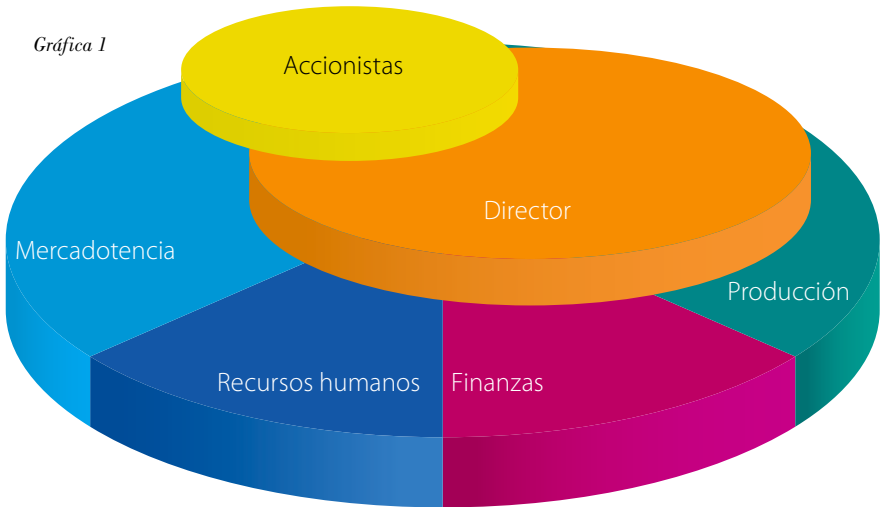 Gráfica 1
Accionistas
Director
Mercadotencia
Producción
Recursos humanos
Finanzas